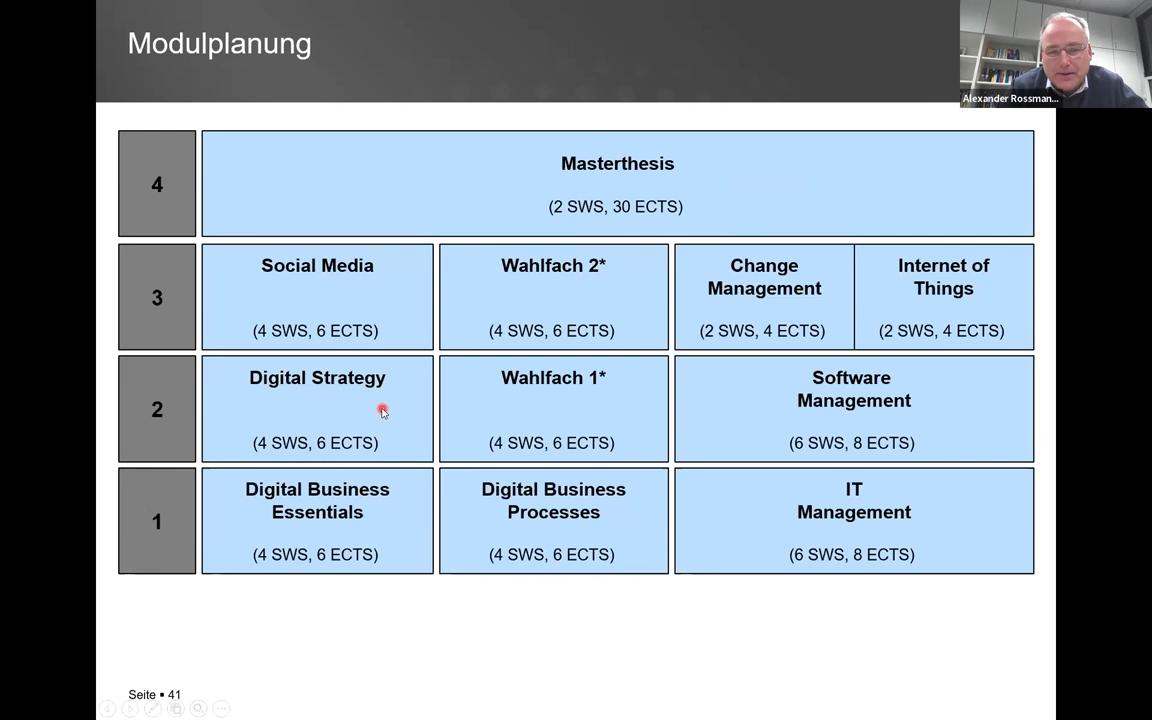 Modulplanung
Alexander Rossman...
4
Masterthesis
(2 SWS, 30 ECTS)
3
Social Media
(4 SWS, 6 ECTS)
Wahlfach 2*
(4 SWS, 6 ECTS)
Change
Management
(2 SWS, 4 ECTS)
Internet of
Things
(2 SWS, 4 ECTS)
2
Digital Strategy
(4 SWS, 6 ECTS)
Wahlfach 1*
(4 SWS, 6 ECTS)
Software
Management
(6 SWS, 8 ECTS)
1
Digital Business
Essentials
(4 SWS, 6 ECTS)
Digital Business
Processes
(4 SWS, 6 ECTS)
IT
Management
(6 SWS, 8 ECTS)
Seite ▪ 41